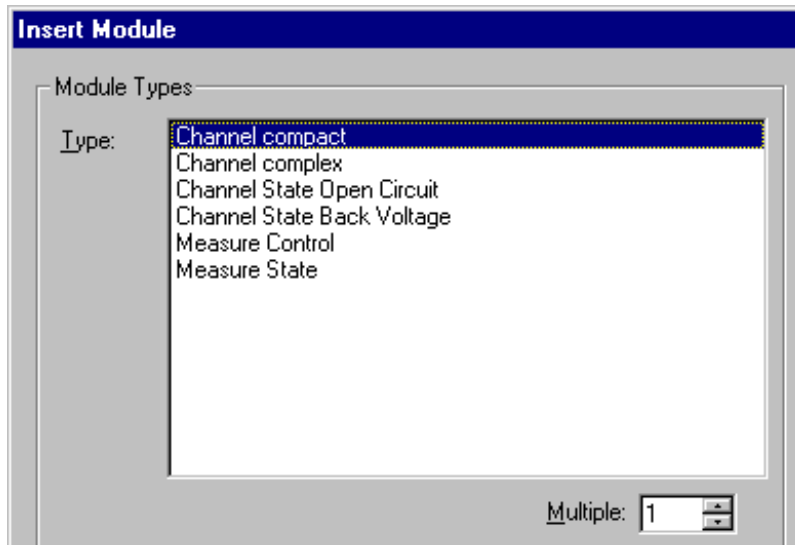 Insert Module
Module Types
Type:
Channel compact
Channel complex
Channel State Open Circuit
Channel State Back Voltage
Measure Control
Measure State
Multiple: 1